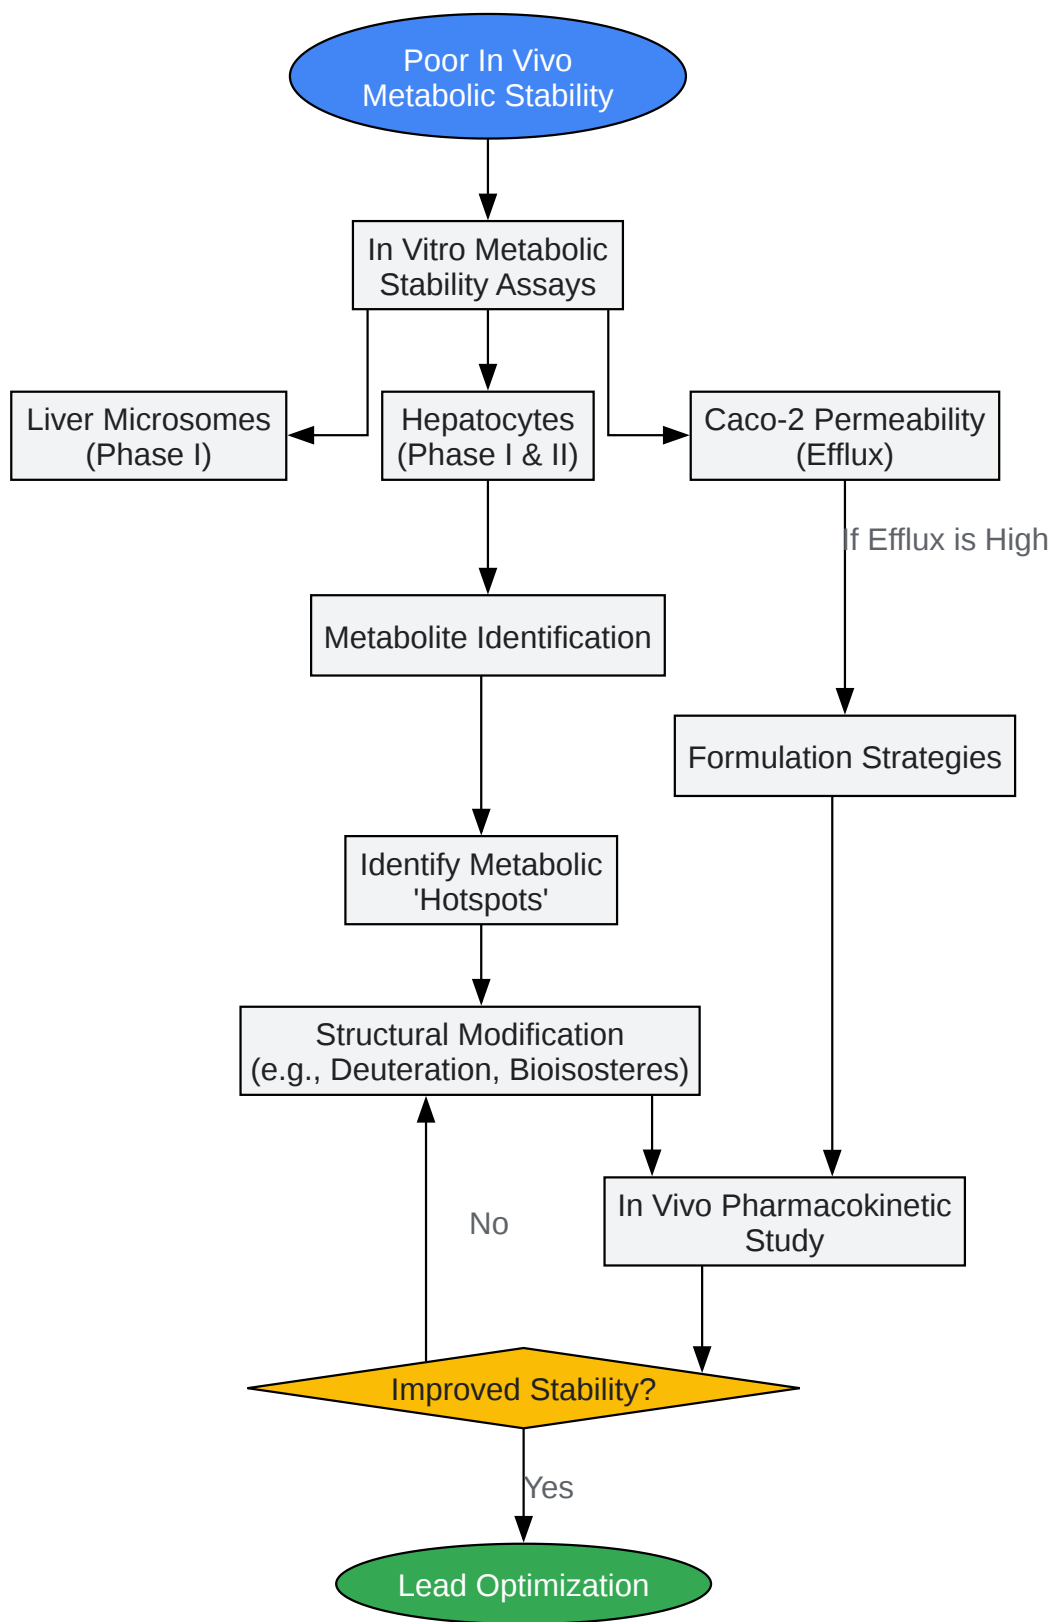 Poor In Vivo
Metabolic Stability
In Vitro Metabolic
Stability Assays
Liver Microsomes
(Phase I)
Hepatocytes
(Phase I & II)
Caco-2 Permeability
(Efflux)
If Efflux is High
Metabolite Identification
Formulation Strategies
Identify Metabolic
'Hotspots'
Structural Modification
(e.g., Deuteration, Bioisosteres)
In Vivo Pharmacokinetic
Study
No
Improved Stability?
Yes
Lead Optimization